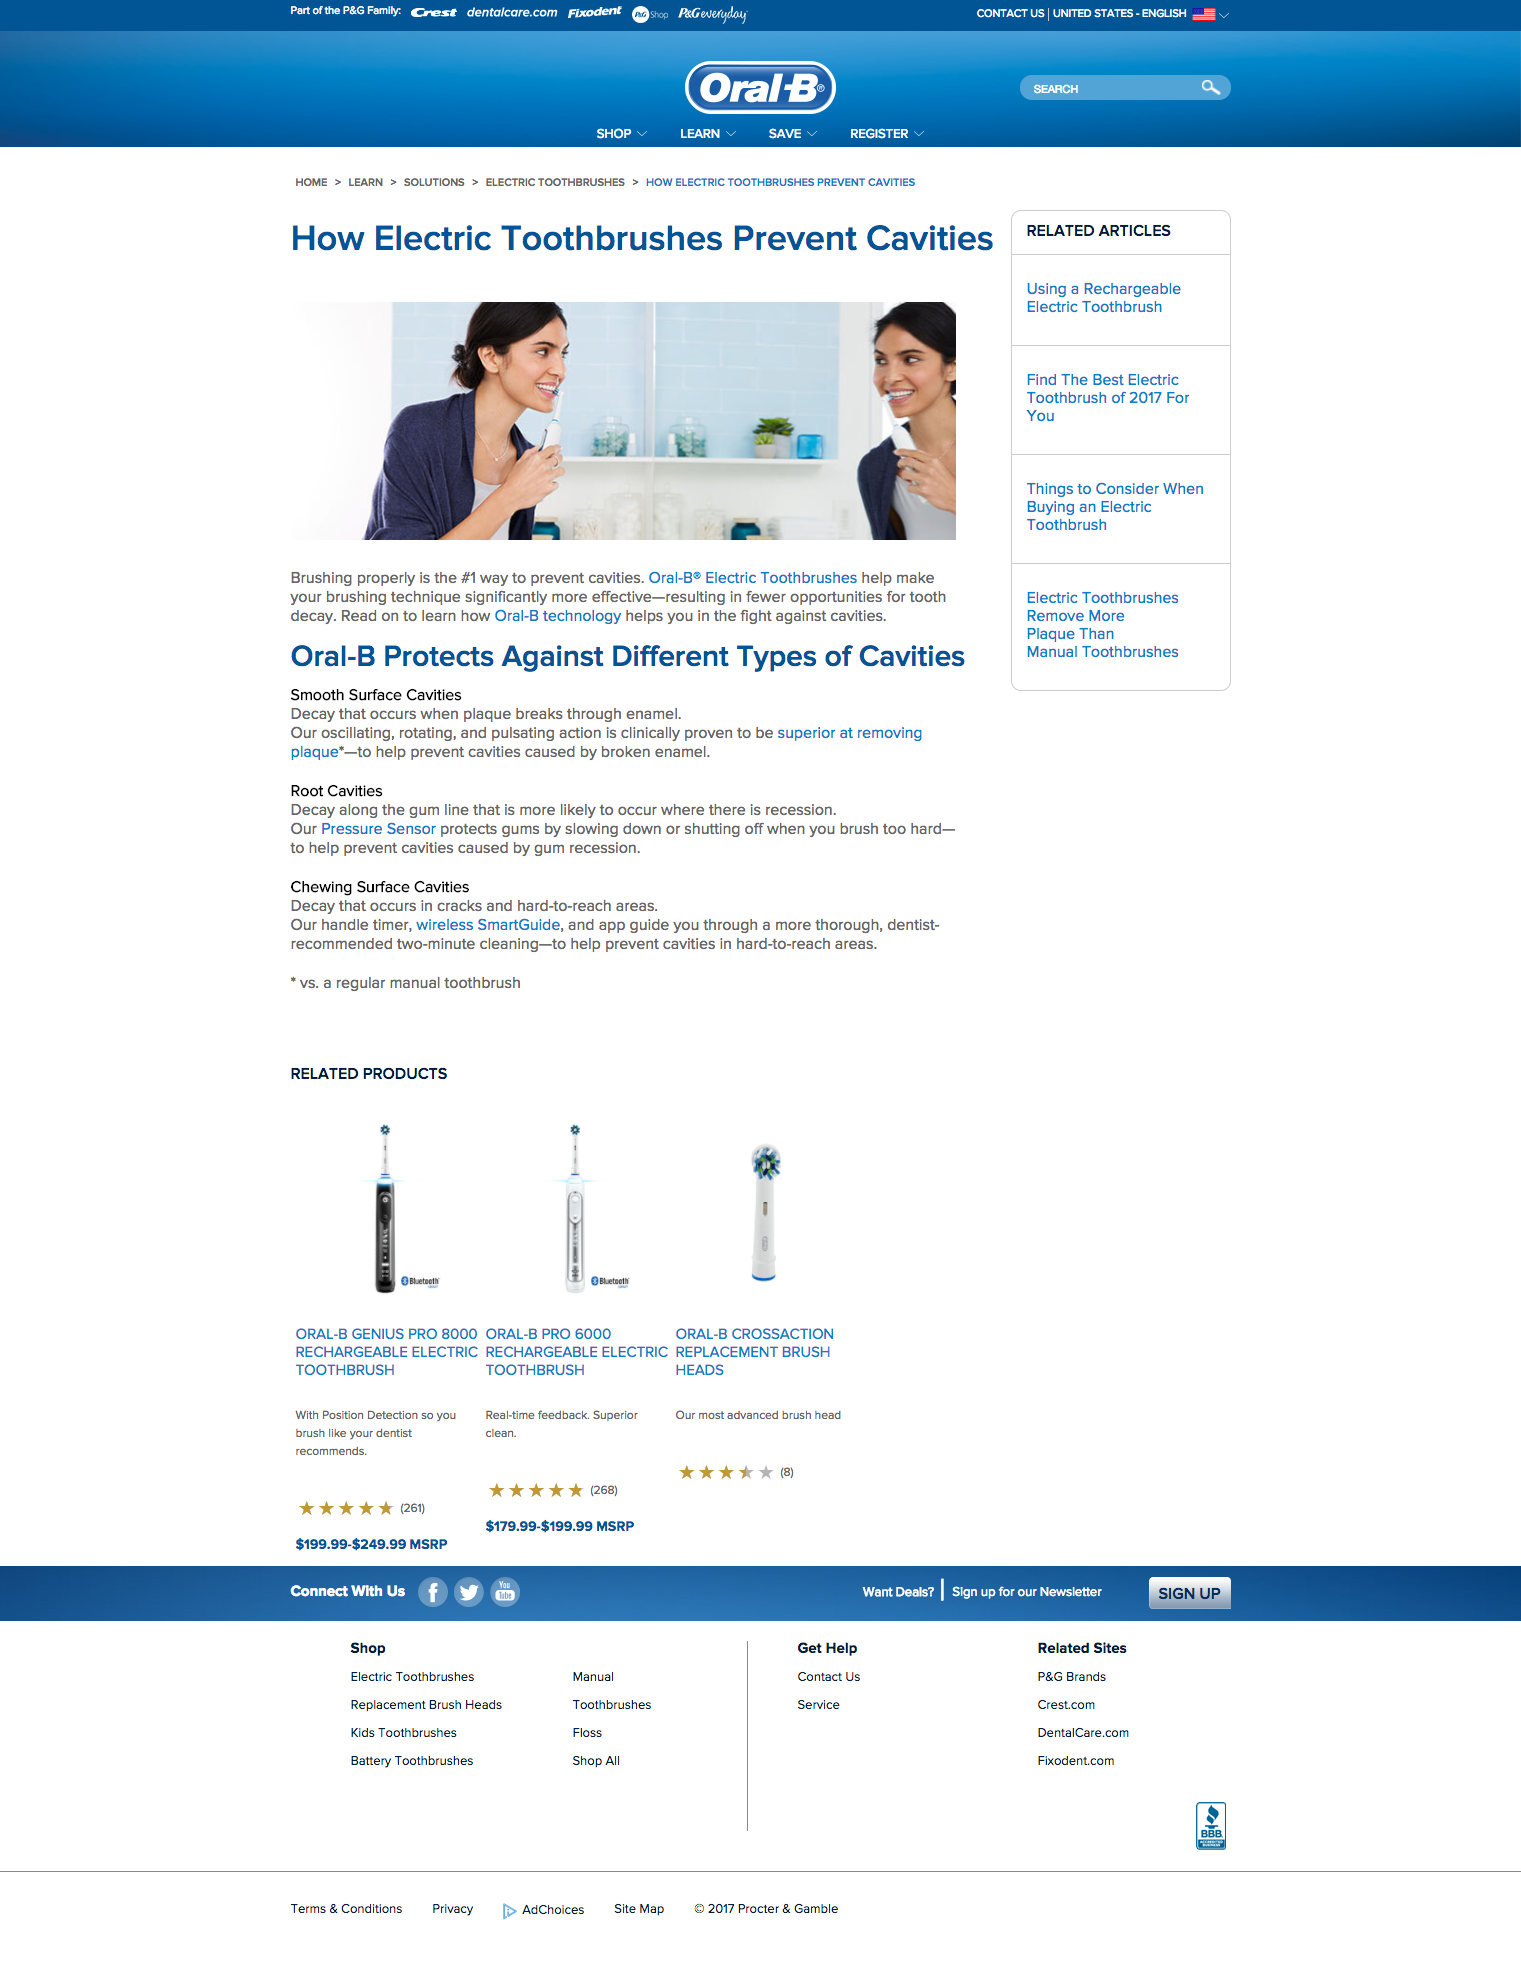 Part of the P&G Family: Crest dentalcare.com Fixodent P&G Shop P&G everyday
CONTACT US | UNITED STATES - ENGLISH
Oral-B®
SEARCH
SHOP LEARN SAVE REGISTER
HOME > LEARN > SOLUTIONS > ELECTRIC TOOTHBRUSHES > HOW ELECTRIC TOOTHBRUSHES PREVENT CAVITIES
How Electric Toothbrushes Prevent Cavities
Brushing properly is the #1 way to prevent cavities. Oral-B® Electric Toothbrushes help make
your brushing technique significantly more effective—resulting in fewer opportunities for tooth
decay. Read on to learn how Oral-B technology helps you in the fight against cavities.
Oral-B Protects Against Different Types of Cavities
Smooth Surface Cavities
Decay that occurs when plaque breaks through enamel.
Our oscillating, rotating, and pulsating action is clinically proven to be superior at removing
plaque*—to help prevent cavities caused by broken enamel.
Root Cavities
Decay along the gum line that is more likely to occur where there is recession.
Our Pressure Sensor protects gums by slowing down or shutting off when you brush too hard—
to help prevent cavities caused by gum recession.
Chewing Surface Cavities
Decay that occurs in cracks and hard-to-reach areas.
Our handle timer, wireless SmartGuide, and app guide you through a more thorough, dentist-
recommended two-minute cleaning—to help prevent cavities in hard-to-reach areas.
* vs. a regular manual toothbrush
RELATED ARTICLES
Using a Rechargeable
Electric Toothbrush
Find The Best Electric
Toothbrush of 2017 For
You
Things to Consider When
Buying an Electric
Toothbrush
Electric Toothbrushes
Remove More
Plaque Than
Manual Toothbrushes
RELATED PRODUCTS
Bluetooth
ORAL-B GENIUS PRO 8000
RECHARGEABLE ELECTRIC
TOOTHBRUSH
With Position Detection so you
brush like your dentist
recommends.
(261)
$199.99-$249.99 MSRP
Bluetooth
ORAL-B PRO 6000
RECHARGEABLE ELECTRIC
TOOTHBRUSH
Real-time feedback. Superior
clean.
(268)
$179.99-$199.99 MSRP
ORAL-B CROSSACTION
REPLACEMENT BRUSH
HEADS
Our most advanced brush head
(8)
Connect With Us
You Tube
Want Deals? | Sign up for our Newsletter
SIGN UP
Shop
Electric Toothbrushes
Replacement Brush Heads
Kids Toothbrushes
Battery Toothbrushes
Manual
Toothbrushes
Floss
Shop All
Get Help
Contact Us
Service
Related Sites
P&G Brands
Crest.com
DentalCare.com
Fixodent.com
BBB
ACCREDITED
BUSINESS
Terms & Conditions Privacy AdChoices Site Map © 2017 Procter & Gamble